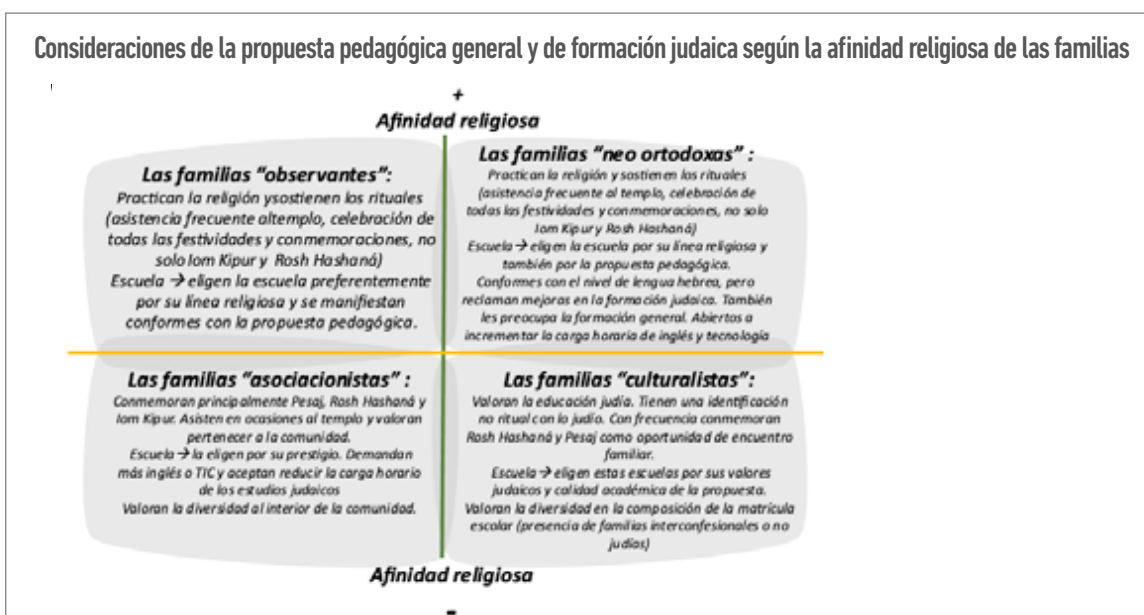 Consideraciones de la propuesta pedagógica general y de formación judaica según la afinidad religiosa de las familias
+
Afinidad religiosa
Las familias “observantes”:
Practican la religión ysostienen los rituales
(asistencia frecuente altemplo, celebración de
todas las festividades y conmemoraciones, no
solo Iom Kipur y Rosh Hashaná)
Escuela → eligen la escuela preferentemente
por su línea religiosa y se manifiestan
conformes con la propuesta pedagógica.
Las familias “neo ortodoxas” :
Practican la religión y sostienen los rituales
(asistencia frecuente al templo, celebración de
todas las festividades y conmemoraciones, no solo
Iom Kipur y Rosh Hashaná)
Escuela → eligen la escuela por su línea religiosa y
también por la propuesta pedagógica.
Conformes con el nivel de lengua hebrea, pero
reclaman mejoras en la formación judaica. También
les preocupa la formación general. Abiertos a
incrementar la carga horaria de inglés y tecnología
Las familias “asociacionistas” :
Conmemoran principalmente Pesaj, Rosh Hashaná y
Iom Kipur. Asisten en ocasiones al templo y valoran
pertenecer a la comunidad.
Escuela → la eligen por su prestigio. Demandan
más inglés o TIC y aceptan reducir la carga horario
de los estudios judaicos
Valoran la diversidad al interior de la comunidad.
Las familias “culturalistas”:
Valoran la educación judía. Tienen una identificación
no ritual con lo judío. Con frecuencia conmemoran
Rosh Hashaná y Pesaj como oportunidad de encuentro
familiar.
Escuela → eligen estas escuelas por sus valores
judaicos y calidad académica de la propuesta.
Valoran la diversidad en la composición de la matrícula
escolar (presencia de familias interconfesionales o no
judías)
Afinidad religiosa
-